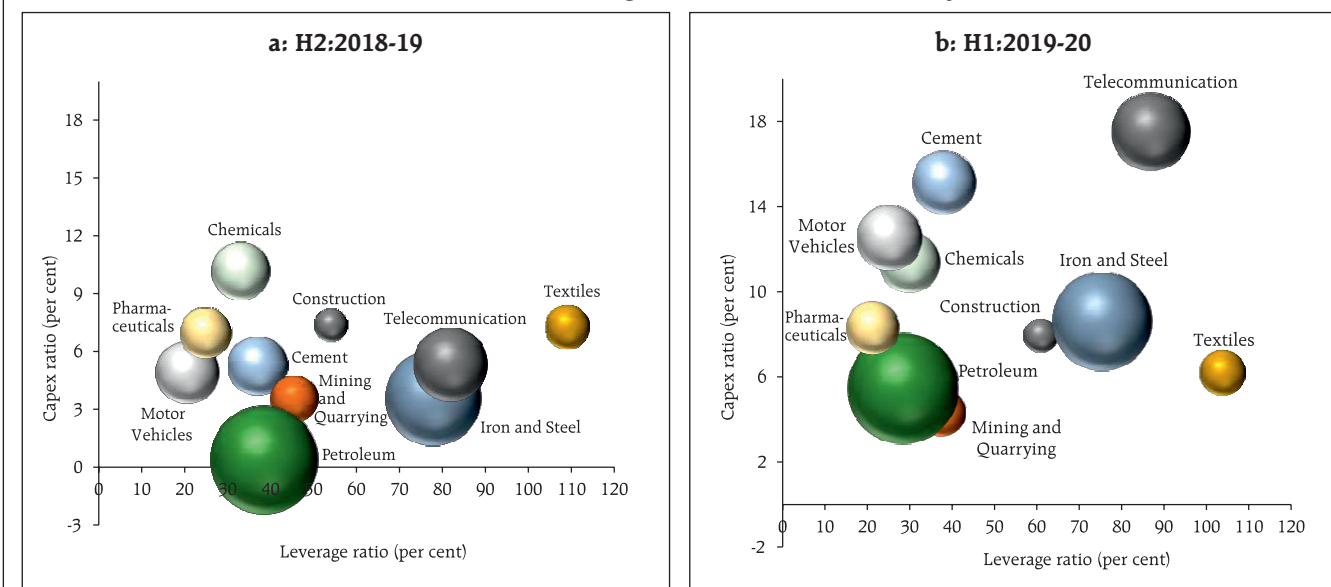 a: H2:2018-19
Capex ratio (per cent)
18
15
12
9
6
3
0
-3
Chemicals
Pharma-
ceuticals
Construction
Textiles
Telecommunication
Cement
Mining
and
Quarrying
Motor
Vehicles
Iron and Steel
Petroleum
0 10 20 30 40 50 60 70 80 90 100 110 120
Leverage ratio (per cent)
b: H1:2019-20
Capex ratio (per cent)
18
14
10
6
2
-2
Telecommunication
Cement
Motor
Vehicles
Chemicals
Iron and Steel
Construction
Pharma-
ceuticals
Textiles
Petroleum
Mining and
Quarrying
0 10 20 30 40 50 60 70 80 90 100 110 120
Leverage ratio (per cent)